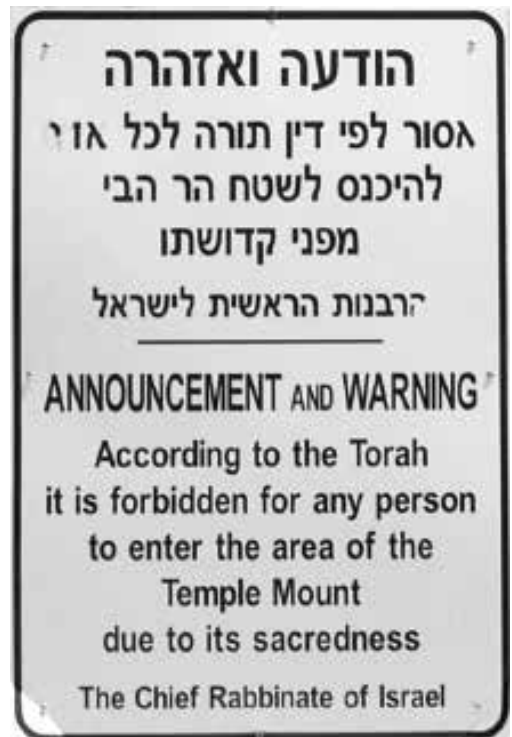 הודעה ואזהרה
אסור לפי דין תורה לכל
להיכנס לשטח הר הבי
מפני קדושתו
הרבנות הראשית לישראל
ANNOUNCEMENT AND WARNING
According to the Torah
it is forbidden for any person
to enter the area of the
Temple Mount
due to its sacredness
The Chief Rabbinate of Israel